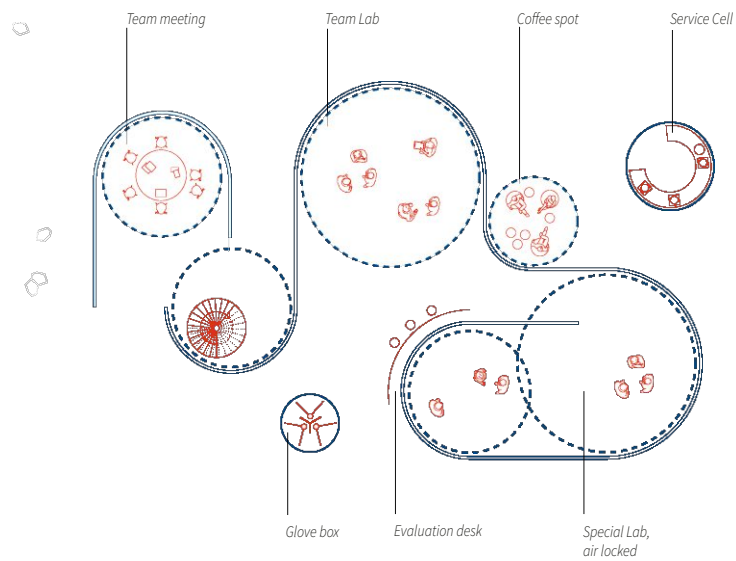 Team meeting
Team Lab
Coffee spot
Service Cell
Glove box
Evaluation desk
Special Lab,
air locked